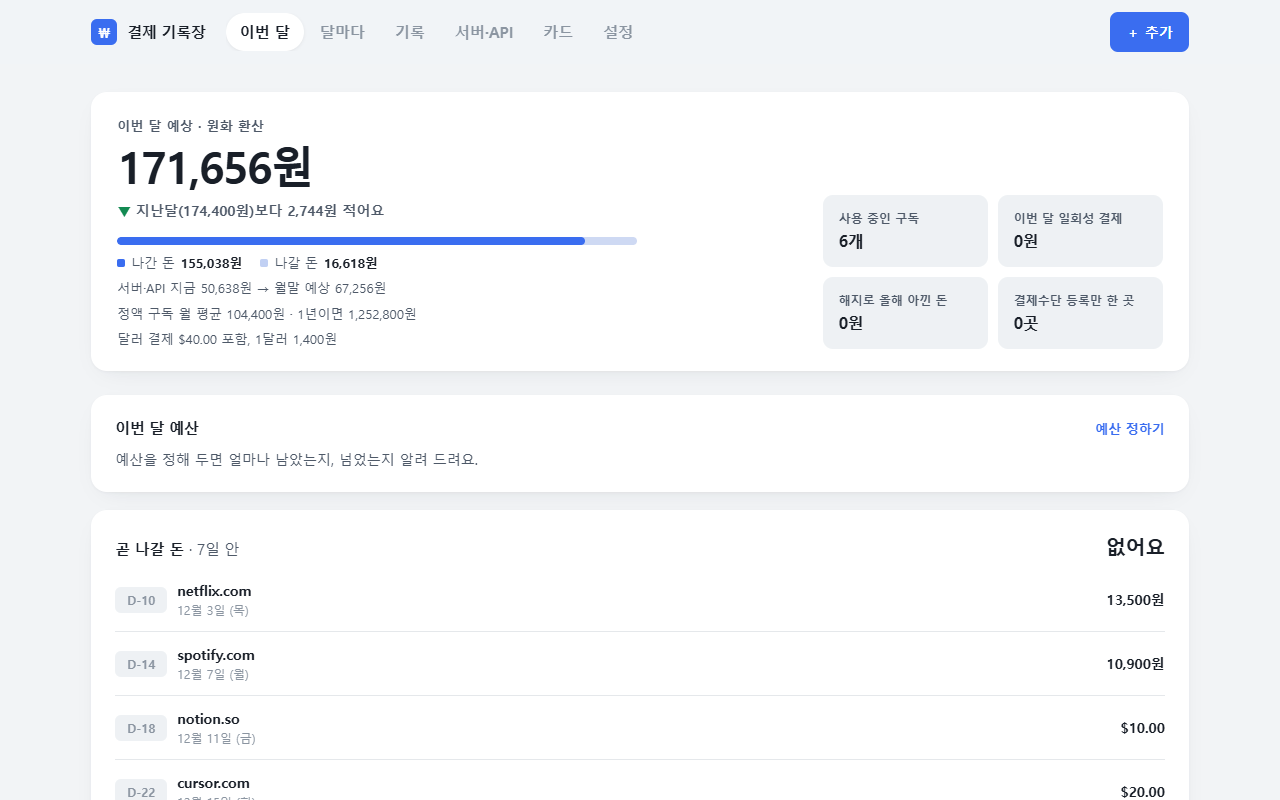 ₩ 결제 기록장 이번 달 달마다 기록 서버·API 카드 설정 + 추가
이번 달 예상 · 원화 환산
171,656원
▼ 지난달(174,400원)보다 2,744원 적어요
나간 돈 155,038원 나갈 돈 16,618원
서버·API 지금 50,638원 → 월말 예상 67,256원
정액 구독 월 평균 104,400원 · 1년이면 1,252,800원
달러 결제 $40.00 포함, 1달러 1,400원
사용 중인 구독
6개
이번 달 일회성 결제
0원
해지로 올해 아낀 돈
0원
결제수단 등록만 한 곳
0곳
이번 달 예산 예산 정하기
예산을 정해 두면 얼마나 남았는지, 넘었는지 알려 드려요.
곧 나갈 돈 · 7일 안 없어요
D-10 netflix.com 13,500원
12월 3일 (목)
D-14 spotify.com 10,900원
12월 7일 (월)
D-18 notion.so $10.00
12월 11일 (금)
D-22 cursor.com $20.00